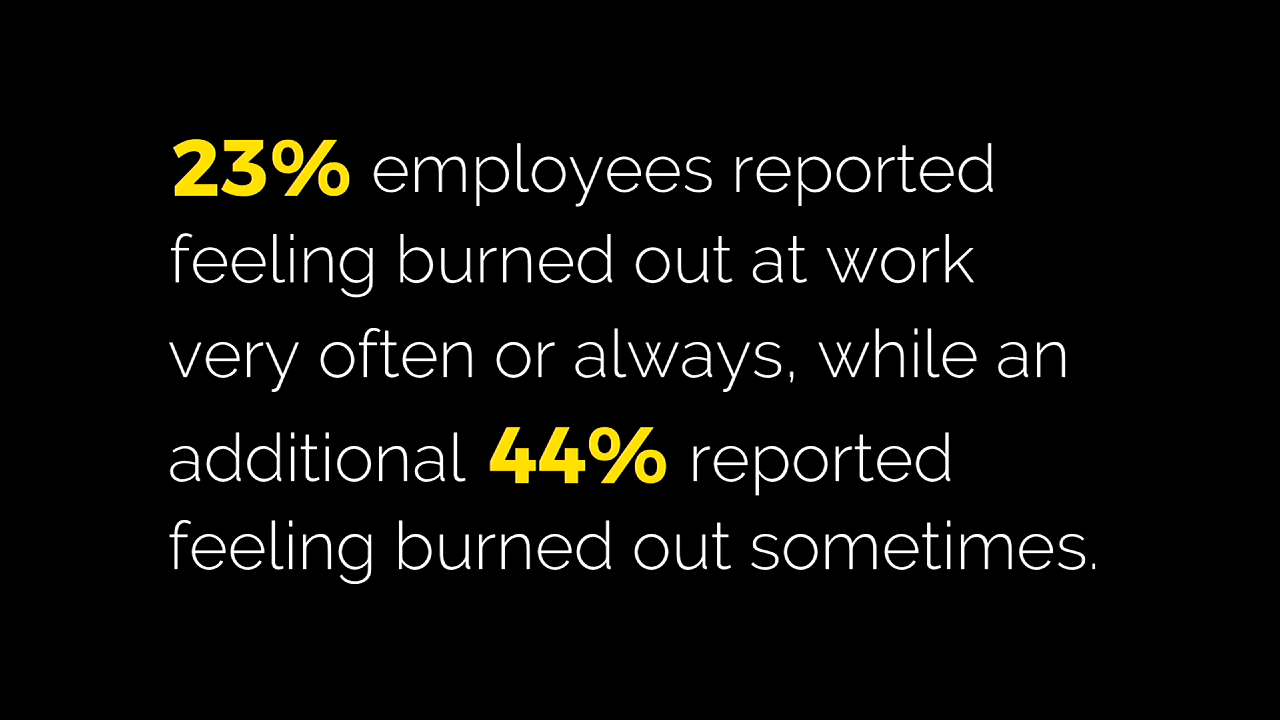 23% employees reported
feeling burned out at work
very often or always, while an
additional 44% reported
feeling burned out sometimes.